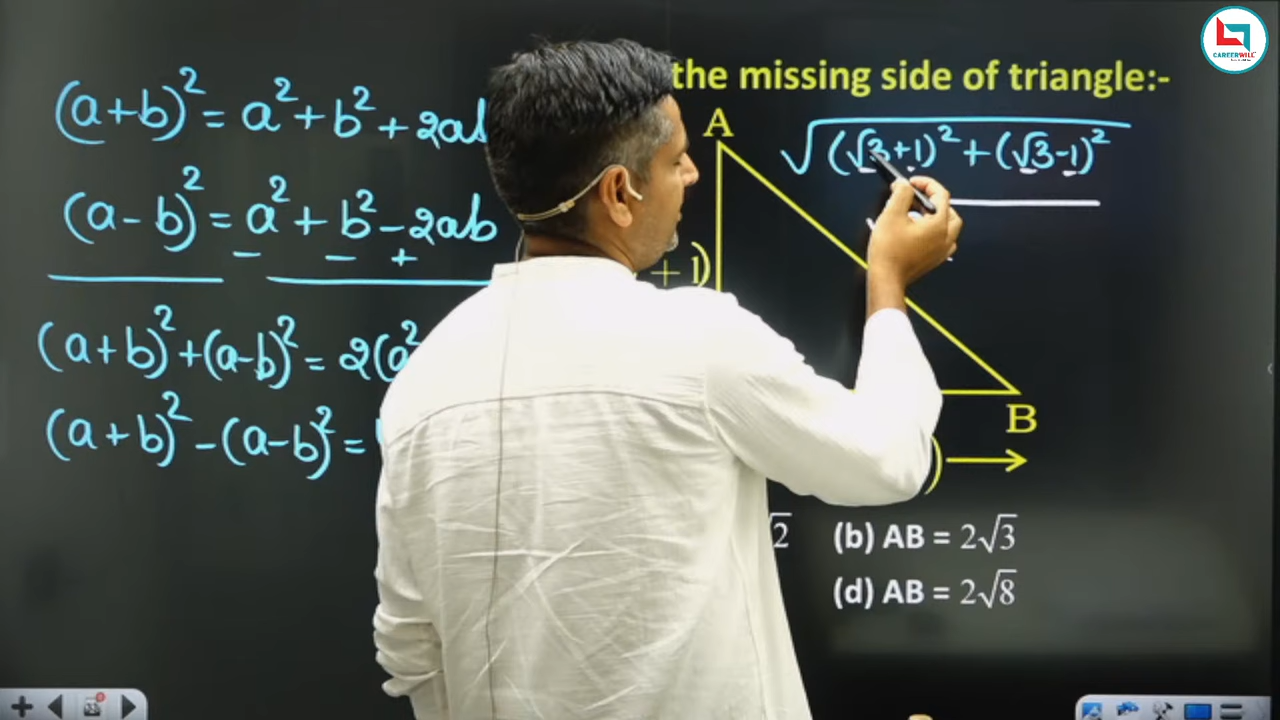 CAREERWILL
the missing side of triangle:-
(a+b)² = a² + b² + 2ab
(a-b)² = a² + b² - 2ab
- - +
(a+b)² + (a-b)² = 2(a²
(a+b)² - (a-b)² =
A
√(√3+1)² + (√3-1)²
+ 1)
B
)
√2 (b) AB = 2√3
(d) AB = 2√8